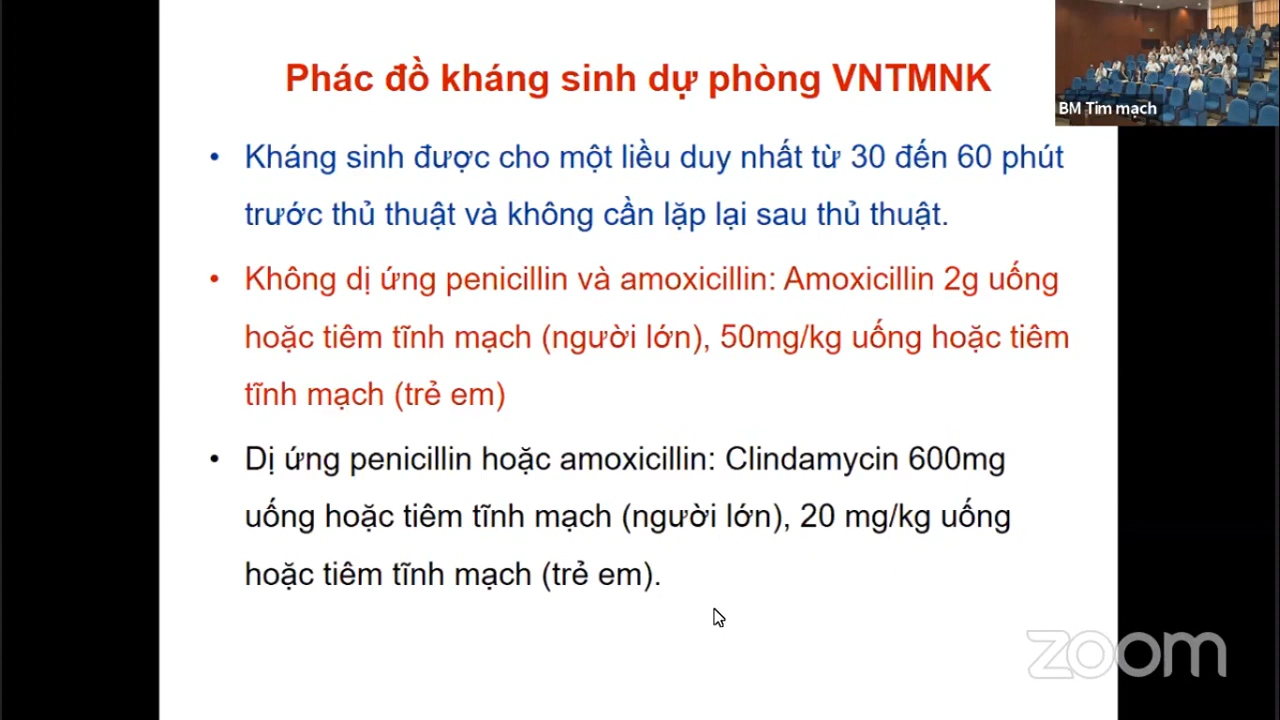 Phác đồ kháng sinh dự phòng VNTMNK
BM Tim mạch
• Kháng sinh được cho một liều duy nhất từ 30 đến 60 phút
trước thủ thuật và không cần lặp lại sau thủ thuật.
• Không dị ứng penicillin và amoxicillin: Amoxicillin 2g uống
hoặc tiêm tĩnh mạch (người lớn), 50mg/kg uống hoặc tiêm
tĩnh mạch (trẻ em)
• Dị ứng penicillin hoặc amoxicillin: Clindamycin 600mg
uống hoặc tiêm tĩnh mạch (người lớn), 20 mg/kg uống
hoặc tiêm tĩnh mạch (trẻ em).
zoom